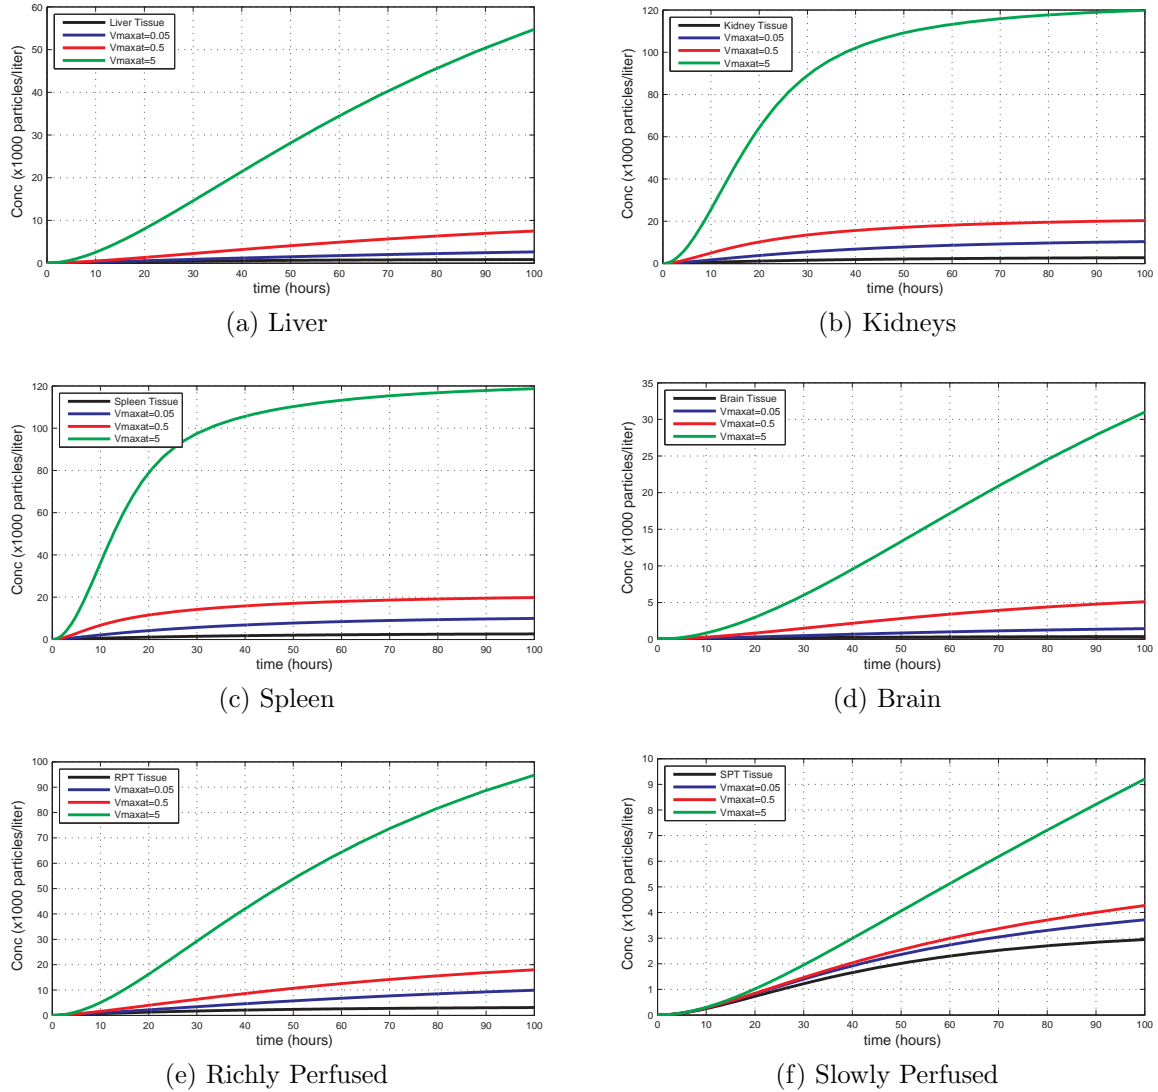 Conc (x1000 particles/liter)
60
50
40
30
20
10
0
Liver Tissue
Vmaxat=0.05
Vmaxat=0.5
Vmaxat=5
0 10 20 30 40 50 60 70 80 90 100
time (hours)
(a) Liver
Conc (x1000 particles/liter)
120
100
80
60
40
20
0
Kidney Tissue
Vmaxat=0.05
Vmaxat=0.5
Vmaxat=5
0 10 20 30 40 50 60 70 80 90 100
time (hours)
(b) Kidneys
Conc (x1000 particles/liter)
120
100
80
60
40
20
0
Spleen Tissue
Vmaxat=0.05
Vmaxat=0.5
Vmaxat=5
0 10 20 30 40 50 60 70 80 90 100
time (hours)
(c) Spleen
Conc (x1000 particles/liter)
35
30
25
20
15
10
5
0
Brain Tissue
Vmaxat=0.05
Vmaxat=0.5
Vmaxat=5
0 10 20 30 40 50 60 70 80 90 100
time (hours)
(d) Brain
Conc (x1000 particles/liter)
100
90
80
70
60
50
40
30
20
10
0
RPT Tissue
Vmaxat=0.05
Vmaxat=0.5
Vmaxat=5
0 10 20 30 40 50 60 70 80 90 100
time (hours)
(e) Richly Perfused
Conc (x1000 particles/liter)
10
9
8
7
6
5
4
3
2
1
0
SPT Tissue
Vmaxat=0.05
Vmaxat=0.5
Vmaxat=5
0 10 20 30 40 50 60 70 80 90 100
time (hours)
(f) Slowly Perfused